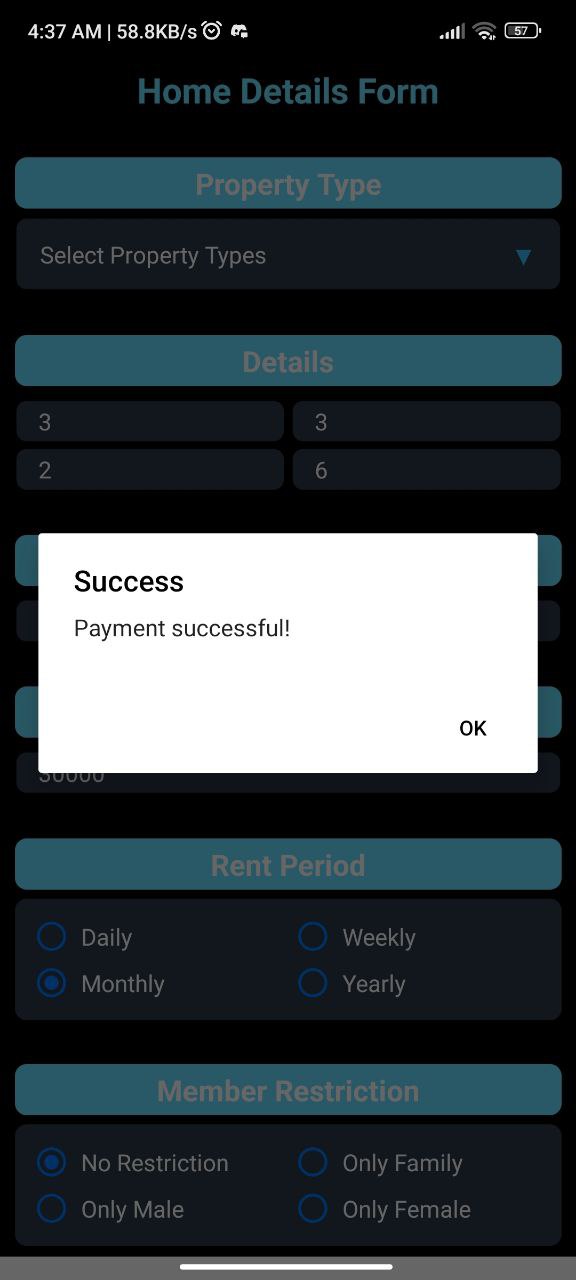 4:37 AM | 58.8KB/s 57
Home Details Form
Property Type
Select Property Types
Details
3 3
2 6
Success
Payment successful!
OK
30000
Rent Period
Daily Weekly
Monthly Yearly
Member Restriction
No Restriction Only Family
Only Male Only Female